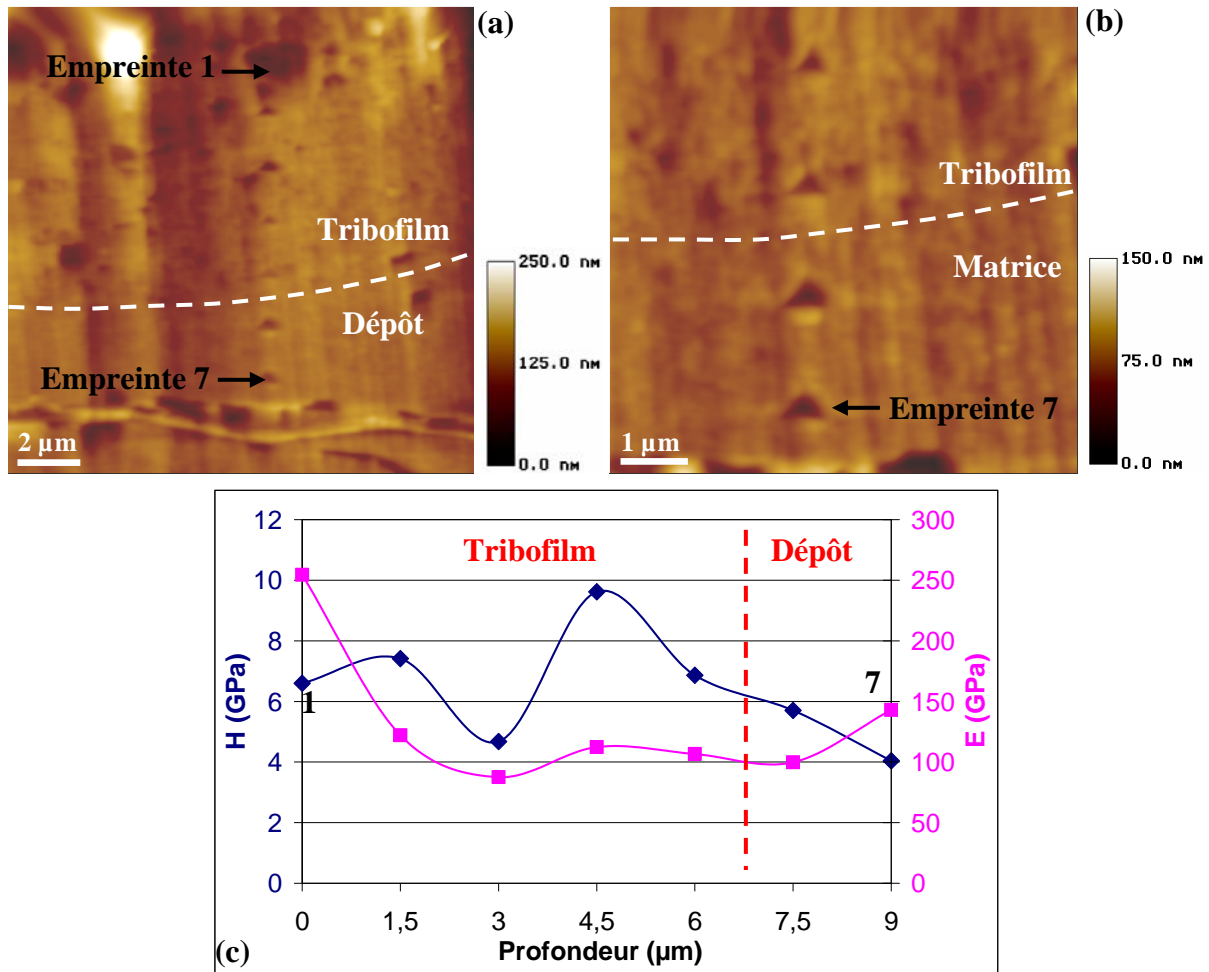 (a)
Empreinte 1
Tribofilm
Dépôt
Empreinte 7
2 µm
250.0 nm
125.0 nm
0.0 nm
(b)
Tribofilm
Matrice
Empreinte 7
1 µm
150.0 nm
75.0 nm
0.0 nm
Tribofilm
Dépôt
12
10
8
6
4
2
0
H (GPa)
1
7
300
250
200
150
100
50
0
E (GPa)
0 1,5 3 4,5 6 7,5 9
Profondeur (µm)
(c)